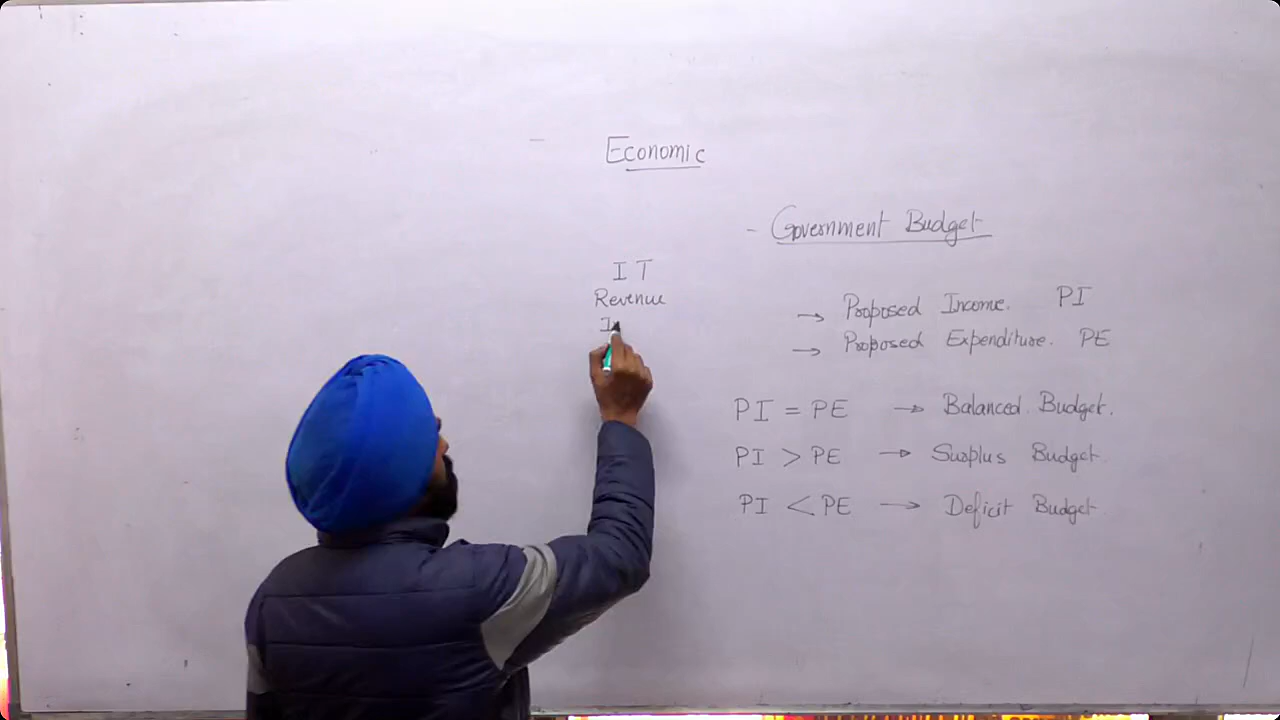 Economic
- Government Budget
I T
Revenue
I
→ Proposed Income. PI
→ Proposed Expenditure. PE
PI = PE → Balanced Budget.
PI > PE → Surplus Budget.
PI < PE → Deficit Budget.